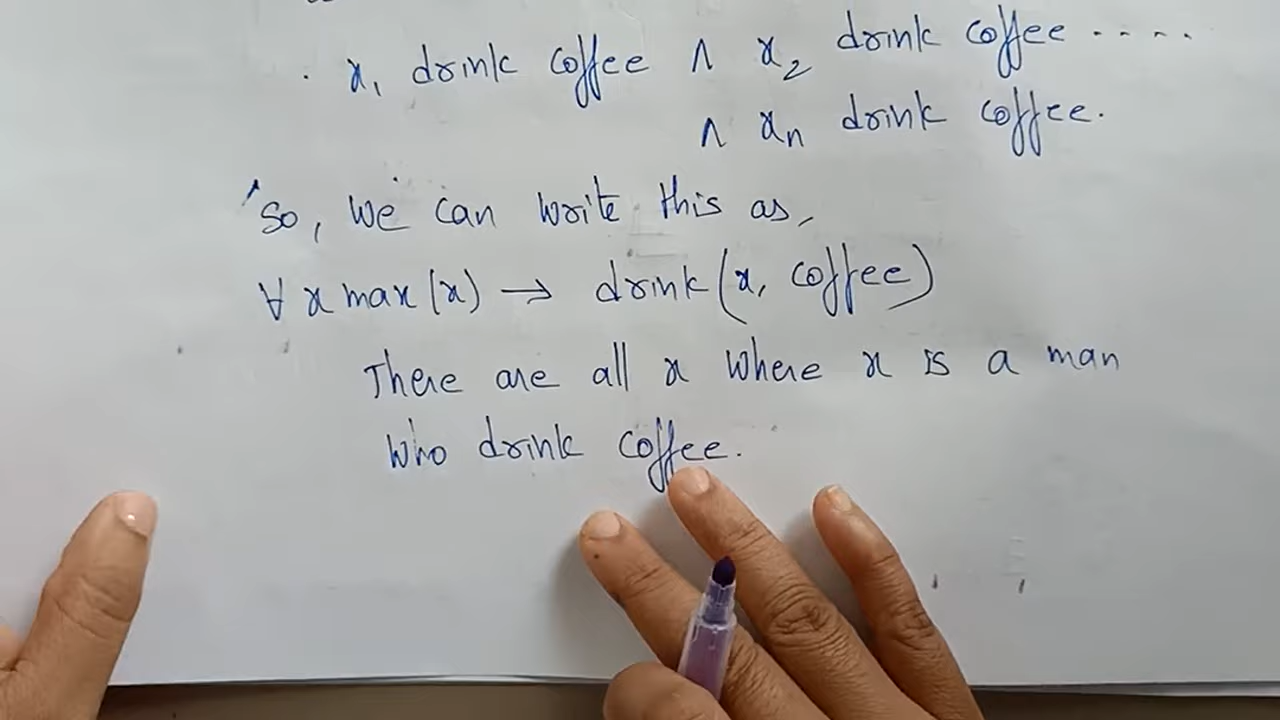 x₁ drink coffee ∧ x₂ drink coffee .....
∧ xₙ drink coffee.
So, we can write this as,
∀ x max(x) → drink(x, coffee)
There are all x where x is a man
who drink coffee.